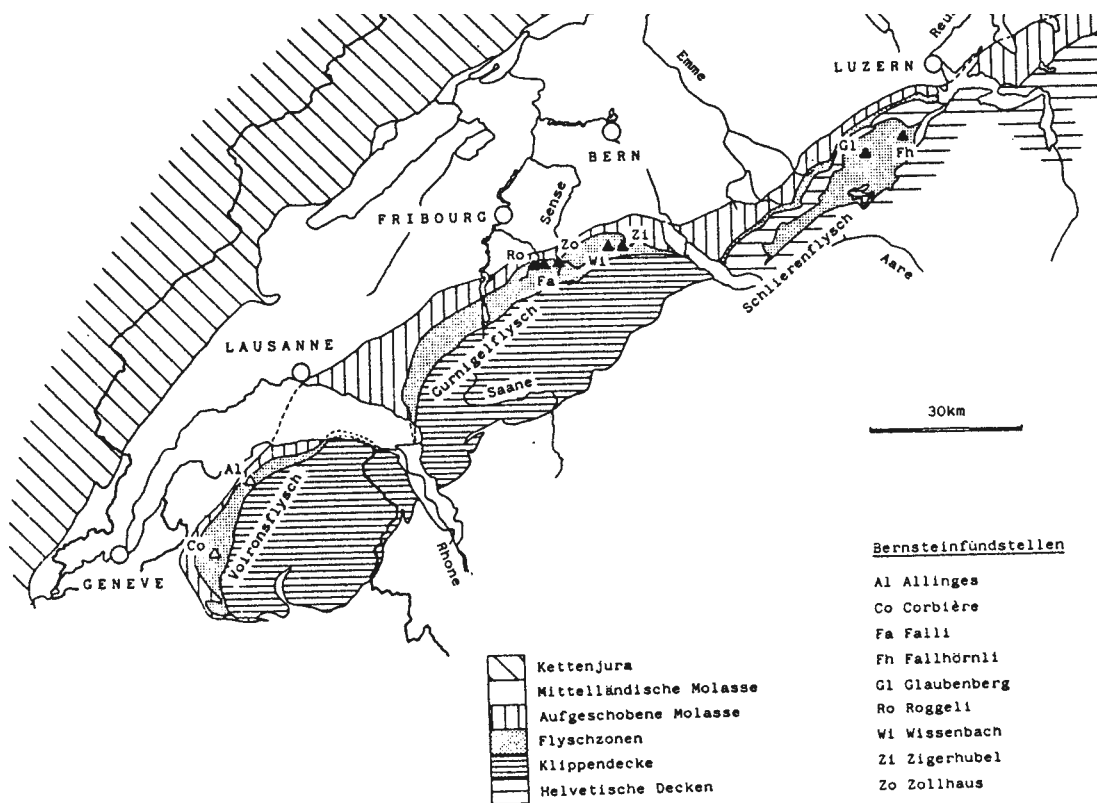 Reus
LUZERN
Emme
BERN
Gl
Fh
FRIBOURG
Sense
Zo
Zi
Ro
Wi
Fa
Schlierenflysch
Aare
Gurnigelflysch
LAUSANNE
Saane
30km
Al
Voironsflysch
Co
Rhone
GENEVE
Bernsteinfundstellen
Al Allinges
Co Corbière
Fa Falli
Fh Fallhörnli
Gl Glaubenberg
Ro Roggeli
Wi Wissenbach
Zi Zigerhubel
Zo Zollhaus
Kettenjura
Mittelländische Molasse
Aufgeschobene Molasse
Flyschzonen
Klippendecke
Helvetische Decken